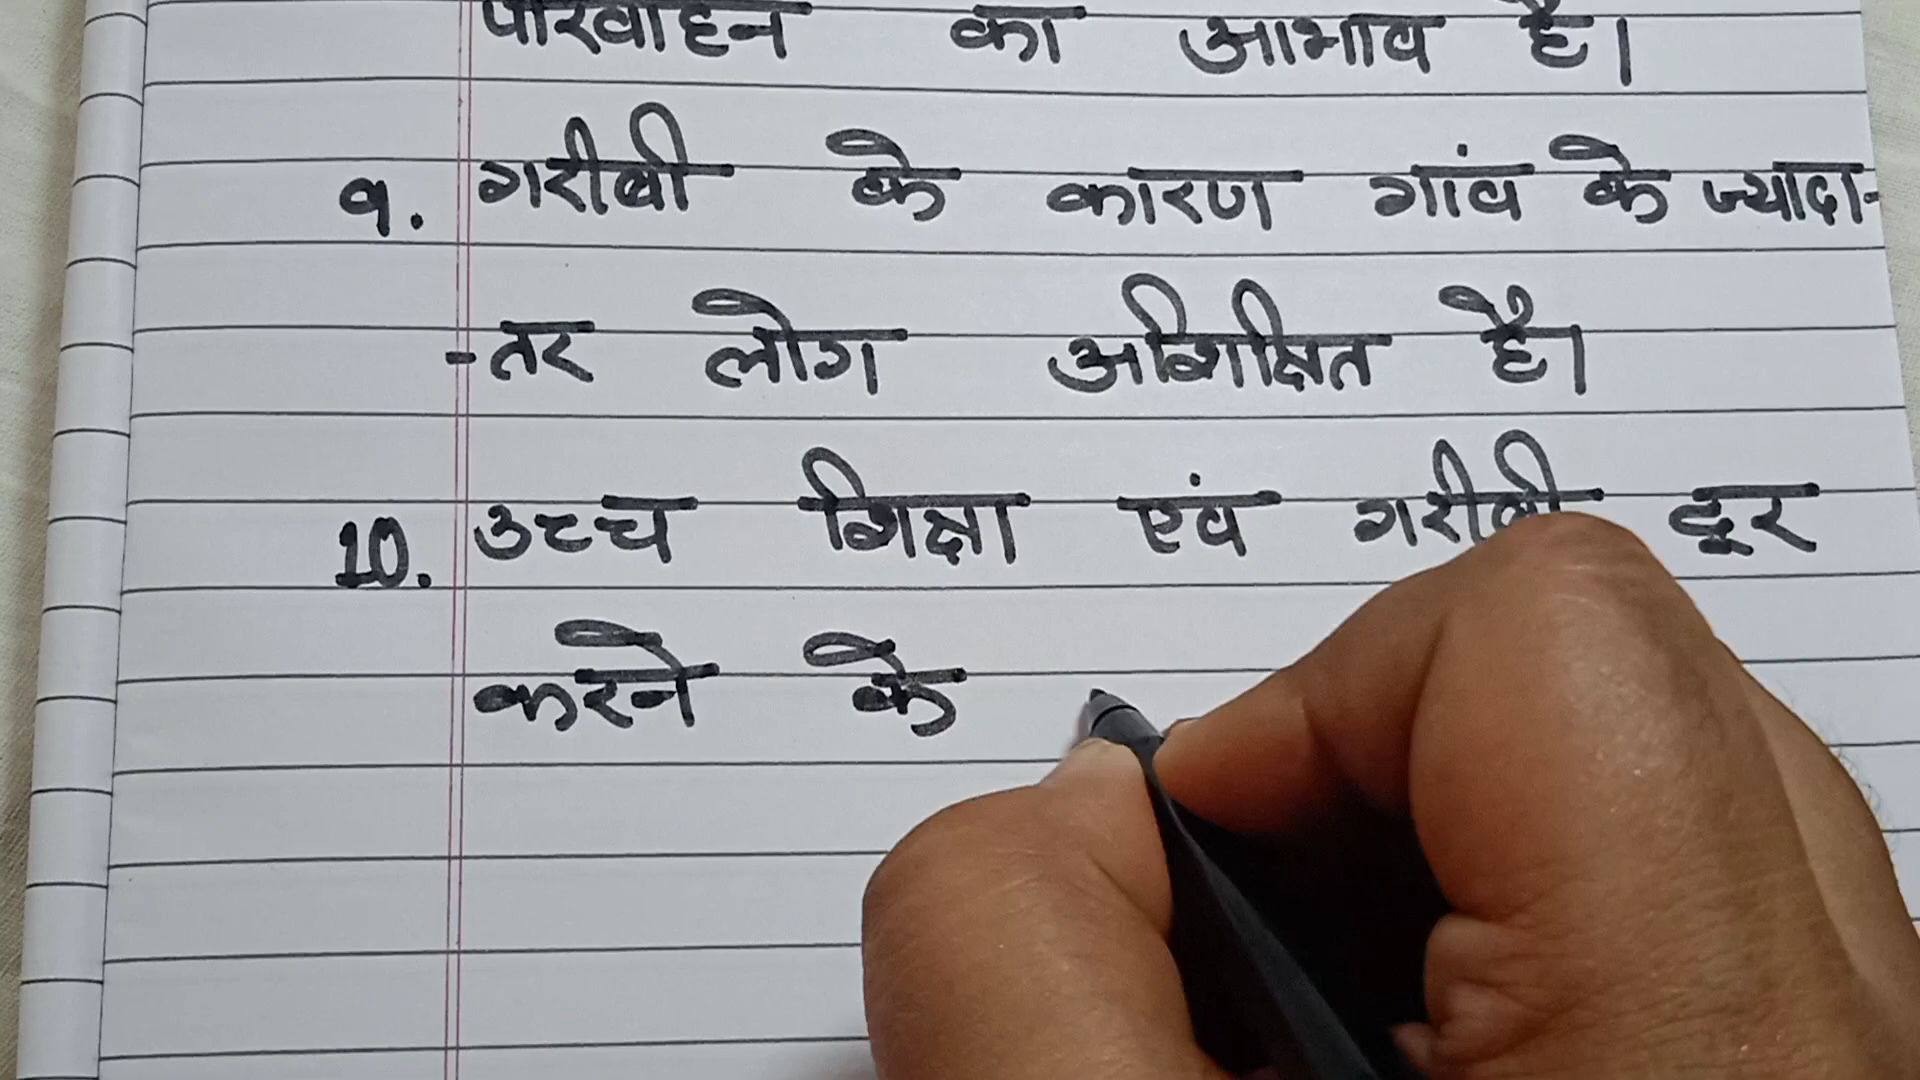 परिवाहन का आभाव है।
9. गरीबी के कारण गांव के ज्यादा-
-तर लोग अशिक्षित है।
10. उच्च शिक्षा एवं गरीबी दूर
करने के